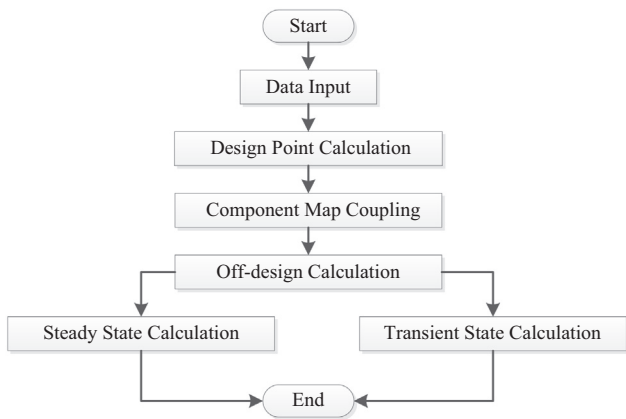 Start
Data Input
Design Point Calculation
Component Map Coupling
Off-design Calculation
Steady State Calculation
Transient State Calculation
End